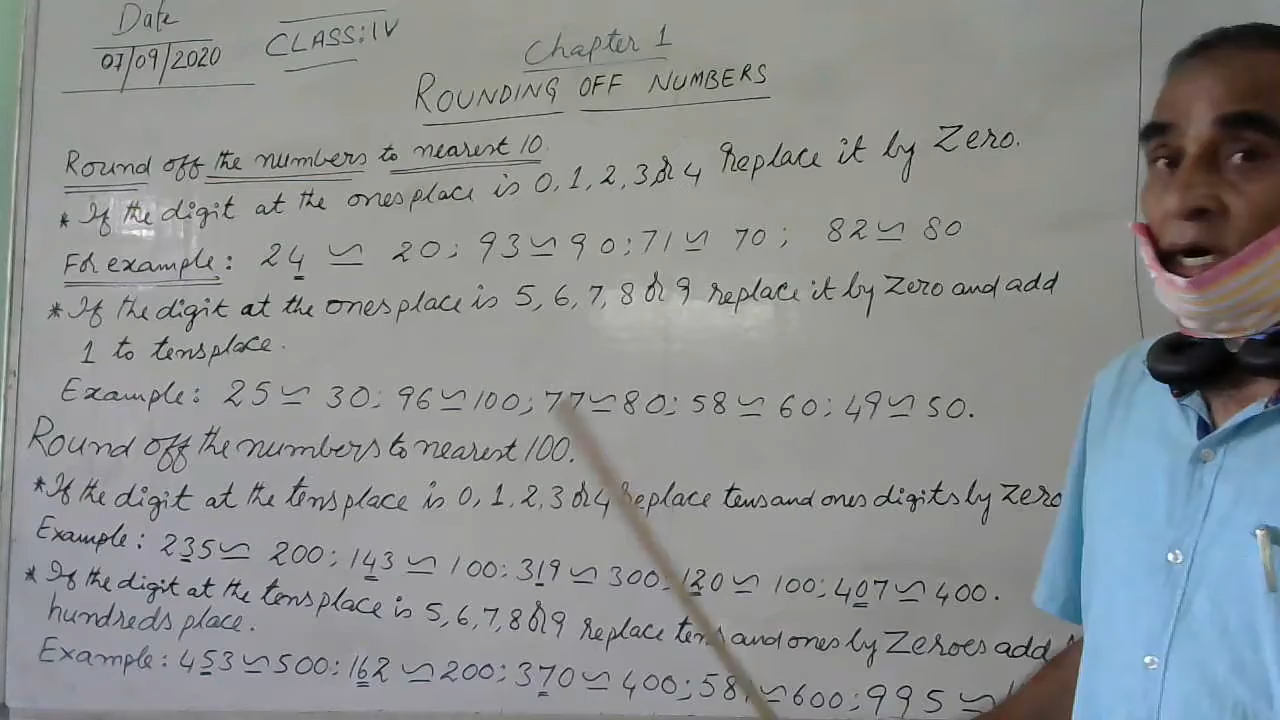 Date
07/09/2020
CLASS: IV
Chapter 1
ROUNDING OFF NUMBERS
Round off the numbers to nearest 10.
* If the digit at the ones place is 0, 1, 2, 3 or 4 replace it by Zero.
For example: 24 ≃ 20; 93 ≃ 90; 71 ≃ 70; 82 ≃ 80
* If the digit at the ones place is 5, 6, 7, 8 or 9 replace it by Zero and add
1 to tens place.
Example: 25 ≃ 30; 96 ≃ 100; 77 ≃ 80; 58 ≃ 60; 49 ≃ 50.
Round off the numbers to nearest 100.
* If the digit at the tens place is 0, 1, 2, 3 or 4 replace tens and ones digits by Zero
Example: 235 ≃ 200; 143 ≃ 100; 319 ≃ 300; 120 ≃ 100; 407 ≃ 400.
* If the digit at the tens place is 5, 6, 7, 8 or 9 replace tens and ones by Zeroes add
hundreds place.
Example: 453 ≃ 500; 162 ≃ 200; 370 ≃ 400; 58 ≃ 600; 995 ≃